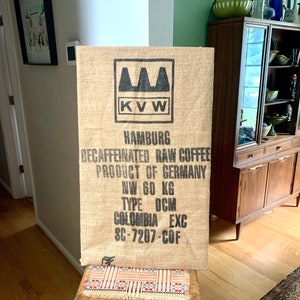 KVW
HAMBURG
DECAFFEINATED RAW COFFEE
PRODUCT OF GERMANY
NW 60 KG
TYPE DCM
COLOMBIA EXC
SC-7207-COF